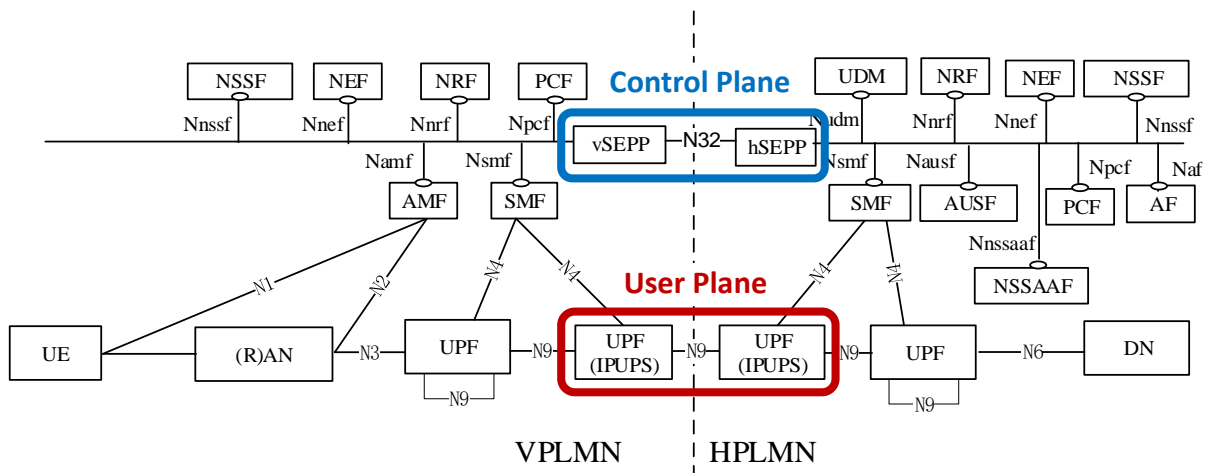 NSSF NEF NRF PCF Control Plane UDM NRF NEF NSSF
Nnssf Nnef Nnrf Npcf Nudm Nnrf Nnef Nnssf
vSEPP N32 hSEPP
Namf Nsmf Nsmf Nausf Npcf Naf
AMF SMF SMF AUSF PCF AF
Nnssaaf
N1 N2 N4 N4 N4 N4 NSSAAF
User Plane
UE (R)AN N3 UPF N9 UPF N9 UPF N9 UPF N6 DN
(IPUPS) (IPUPS)
N9 N9
VPLMN HPLMN